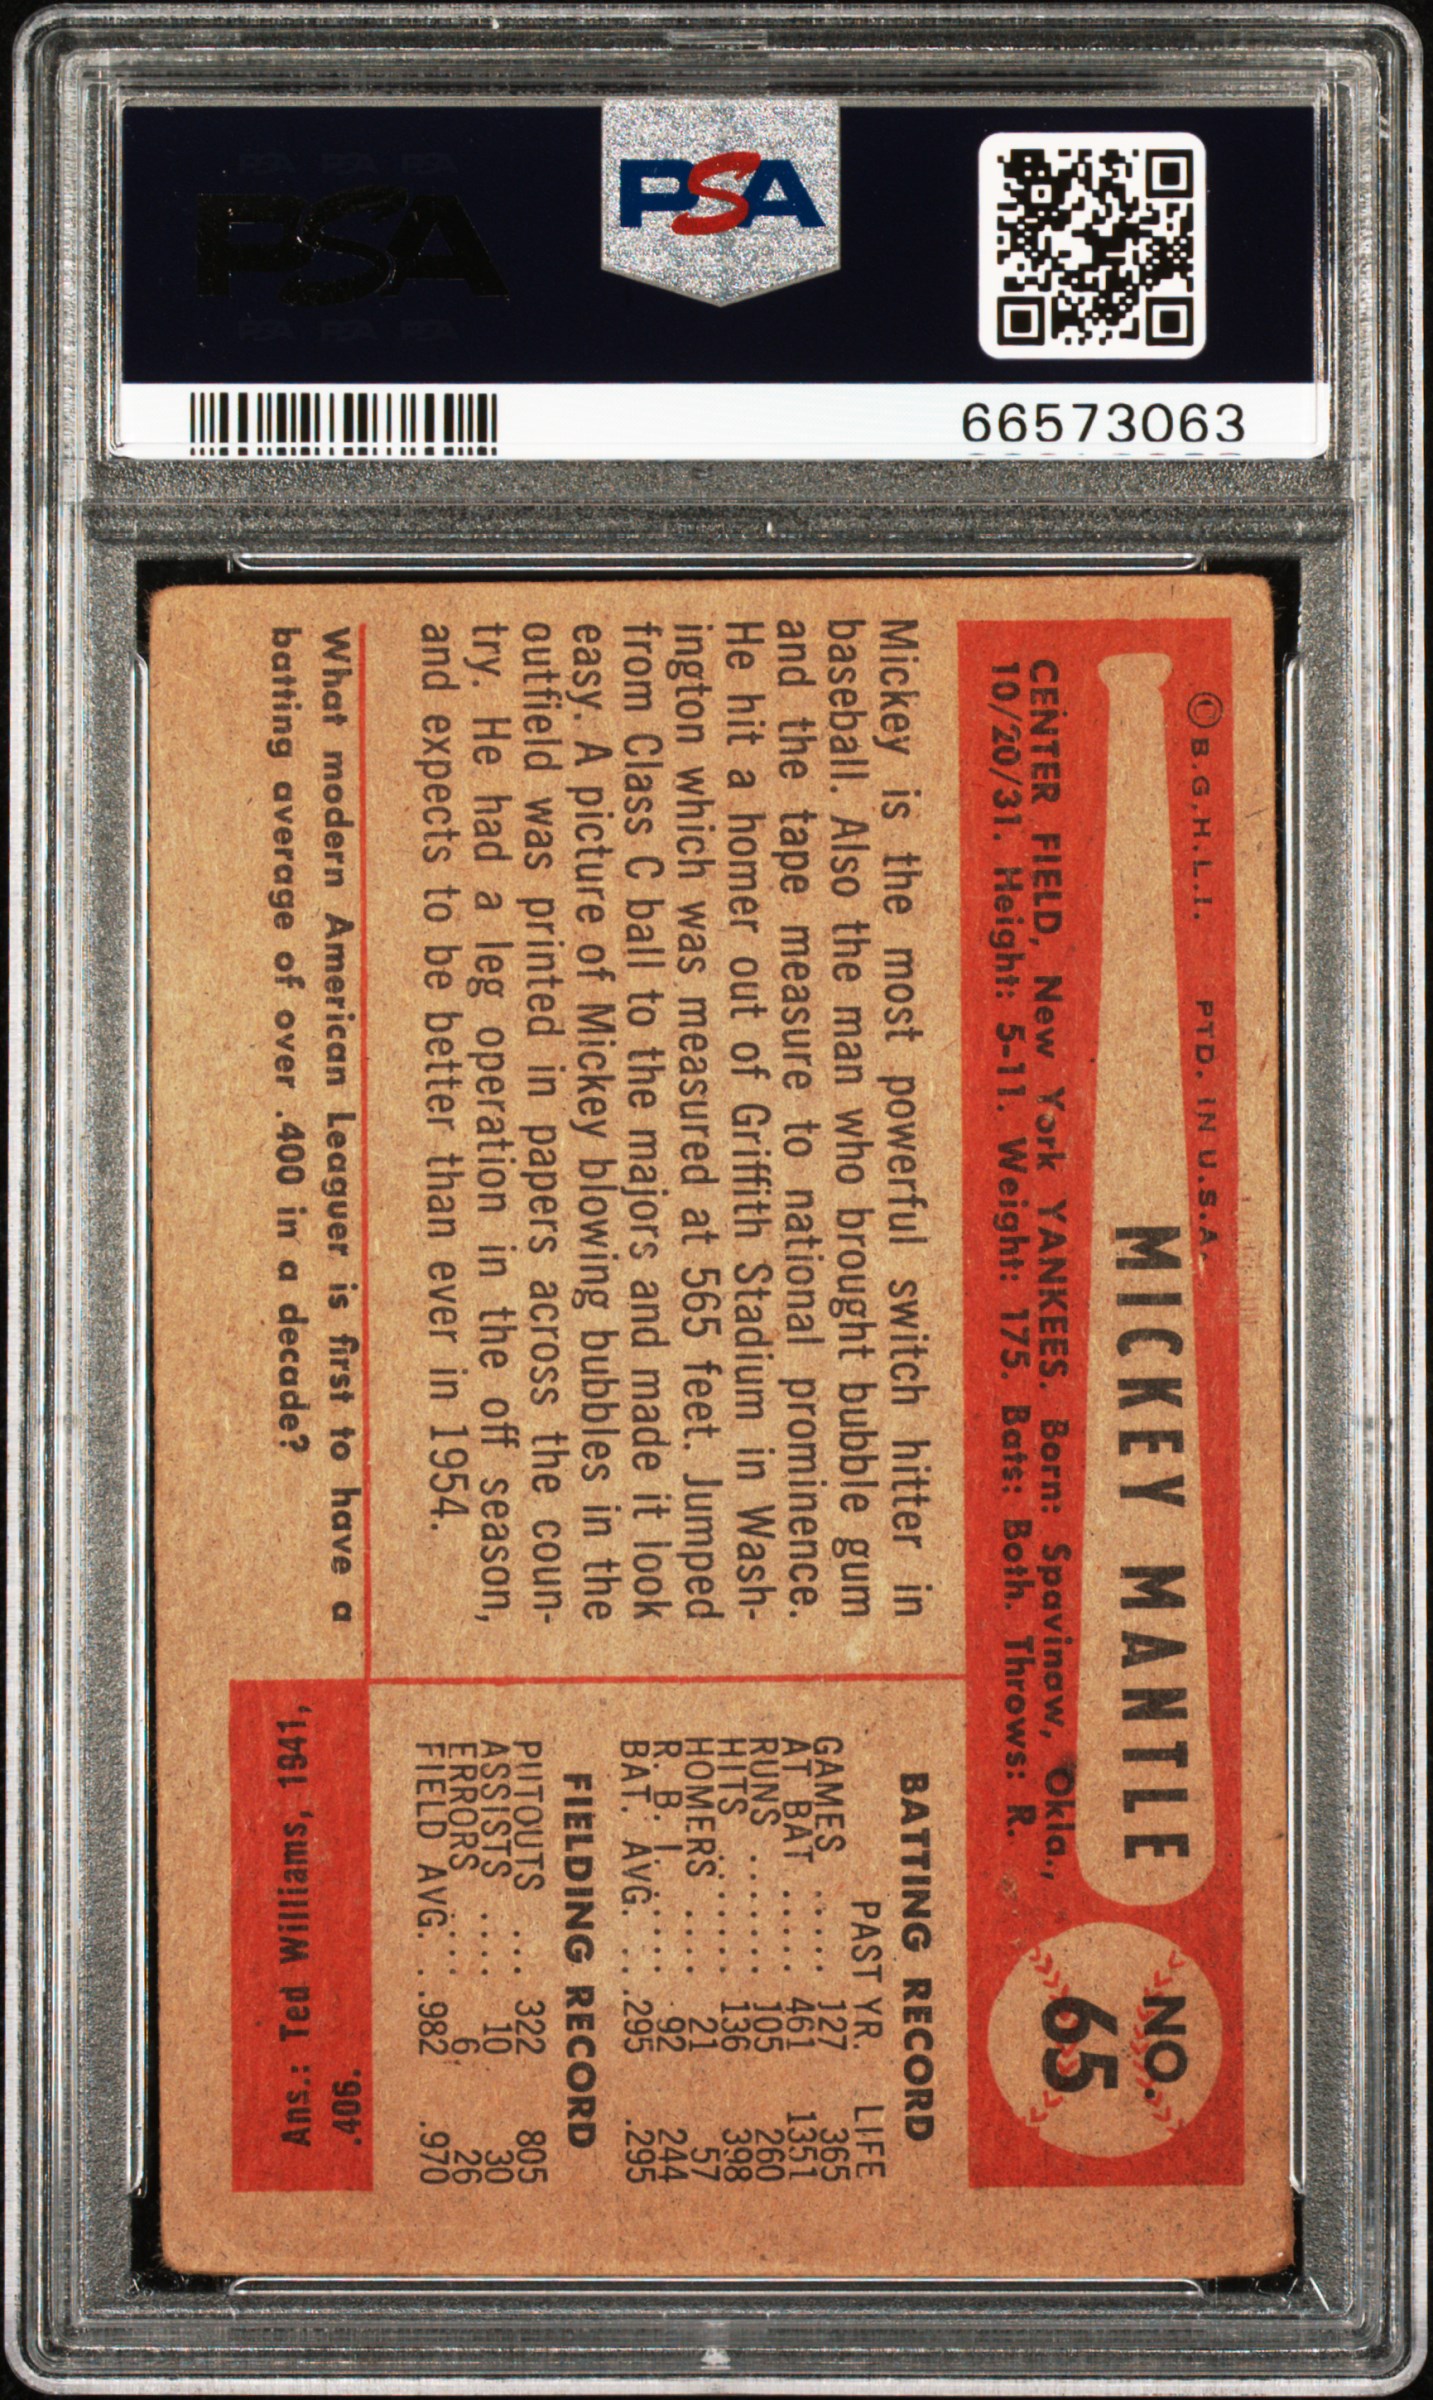 PSA PSA PSA
PSA
PSA PSA PSA
PSA
66573063
© B.G.H.L.I. PTD. IN U.S.A.
MICKEY MANTLE
NO.
65
CENTER FIELD, New York YANKEES. Born: Spavinaw, Okla.,
10/20/31. Height: 5-11. Weight: 175. Bats: Both. Throws: R.
Mickey is the most powerful switch hitter in
baseball. Also the man who brought bubble gum
and the tape measure to national prominence.
He hit a homer out of Griffith Stadium in Wash-
ington which was measured at 565 feet. Jumped
from Class C ball to the majors and made it look
easy. A picture of Mickey blowing bubbles in the
outfield was printed in papers across the coun-
try. He had a leg operation in the off season,
and expects to be better than ever in 1954.
BATTING RECORD
PAST YR. LIFE
GAMES .... 127 365
AT BAT ..... 461 1351
RUNS ...... 105 260
HITS ...... 136 398
HOMERS .... 21 244
R. B. I. ..... 92 244
BAT. AVG. .. .295 .295
FIELDING RECORD
PUTOUTS ... 322 805
ASSISTS .... 10 30
ERRORS .... 6 26
FIELD AVG. . .982 .970
What modern American Leaguer is first to have a
batting average of over .400 in a decade?
Ans.: Ted Williams, 1941,
.406.